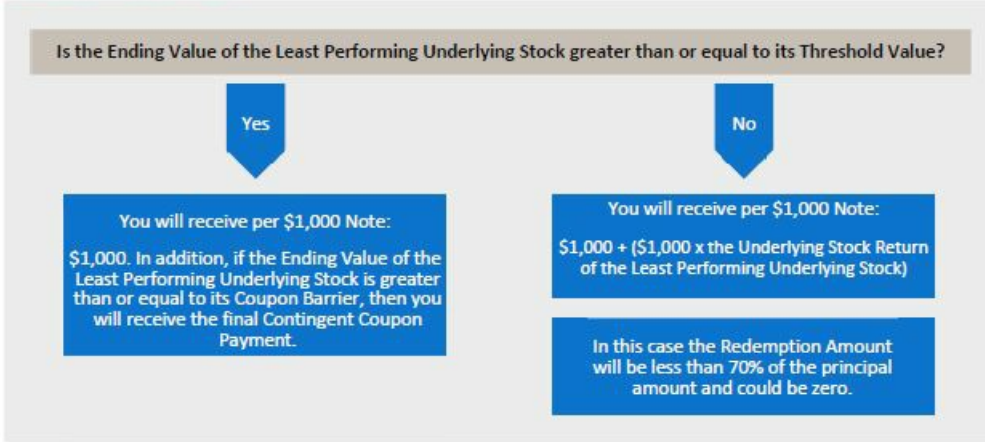 Is the Ending Value of the Least Performing Underlying Stock greater than or equal to its Threshold Value?
Yes
No
You will receive per $1,000 Note:
$1,000. In addition, if the Ending Value of the
Least Performing Underlying Stock is greater
than or equal to its Coupon Barrier, then you
will receive the final Contingent Coupon
Payment.
You will receive per $1,000 Note:
$1,000 + ($1,000 x the Underlying Stock Return
of the Least Performing Underlying Stock)
In this case the Redemption Amount
will be less than 70% of the principal
amount and could be zero.